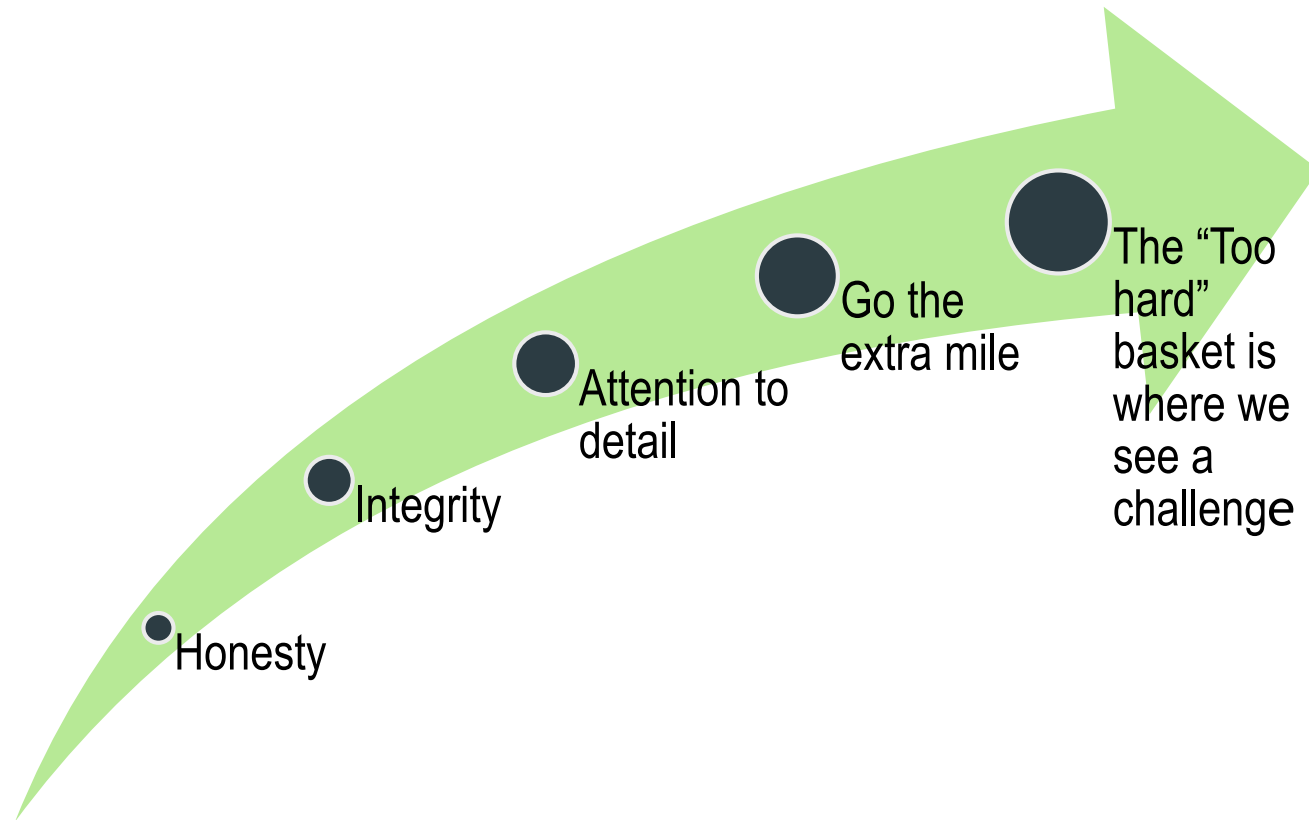 Honesty
Integrity
Attention to
detail
Go the
extra mile
The “Too
hard”
basket is
where we
see a
challenge